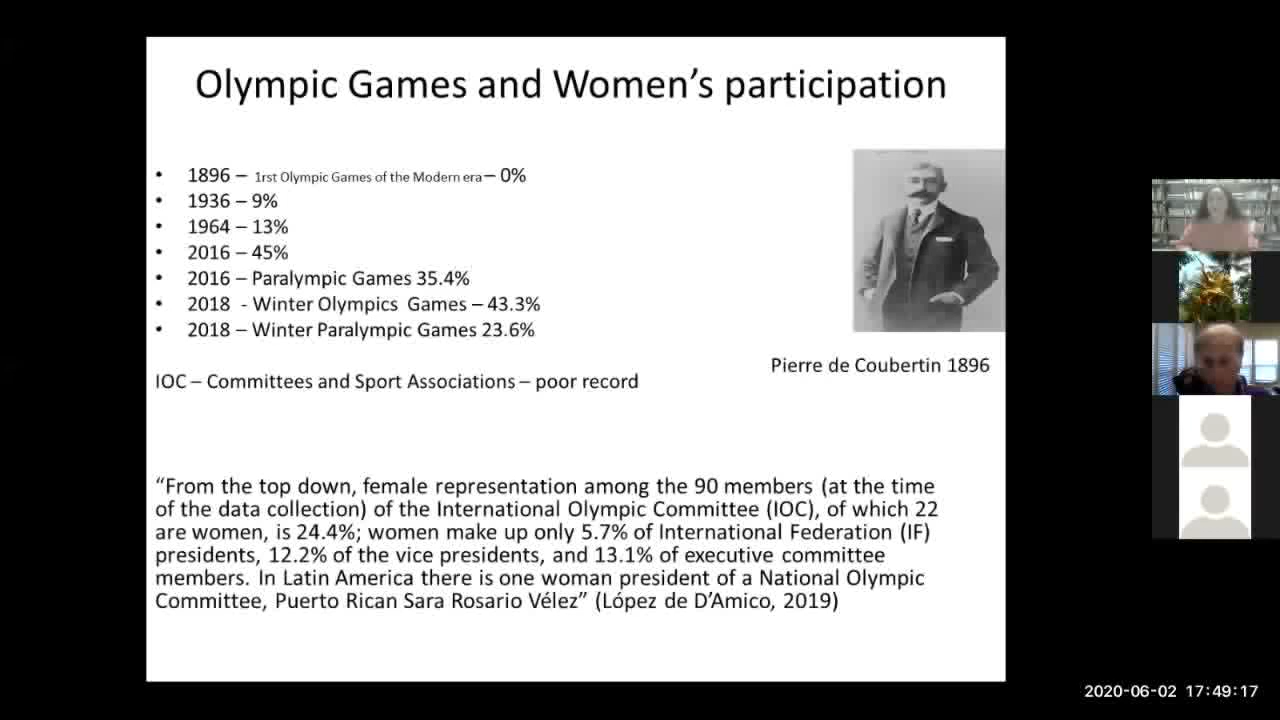 Olympic Games and Women's participation
• 1896 – 1rst Olympic Games of the Modern era – 0%
• 1936 – 9%
• 1964 – 13%
• 2016 – 45%
• 2016 – Paralympic Games 35.4%
• 2018 - Winter Olympics Games – 43.3%
• 2018 – Winter Paralympic Games 23.6%
Pierre de Coubertin 1896
IOC – Committees and Sport Associations – poor record
“From the top down, female representation among the 90 members (at the time
of the data collection) of the International Olympic Committee (IOC), of which 22
are women, is 24.4%; women make up only 5.7% of International Federation (IF)
presidents, 12.2% of the vice presidents, and 13.1% of executive committee
members. In Latin America there is one woman president of a National Olympic
Committee, Puerto Rican Sara Rosario Vélez” (López de D’Amico, 2019)
2020-06-02 17:49:17